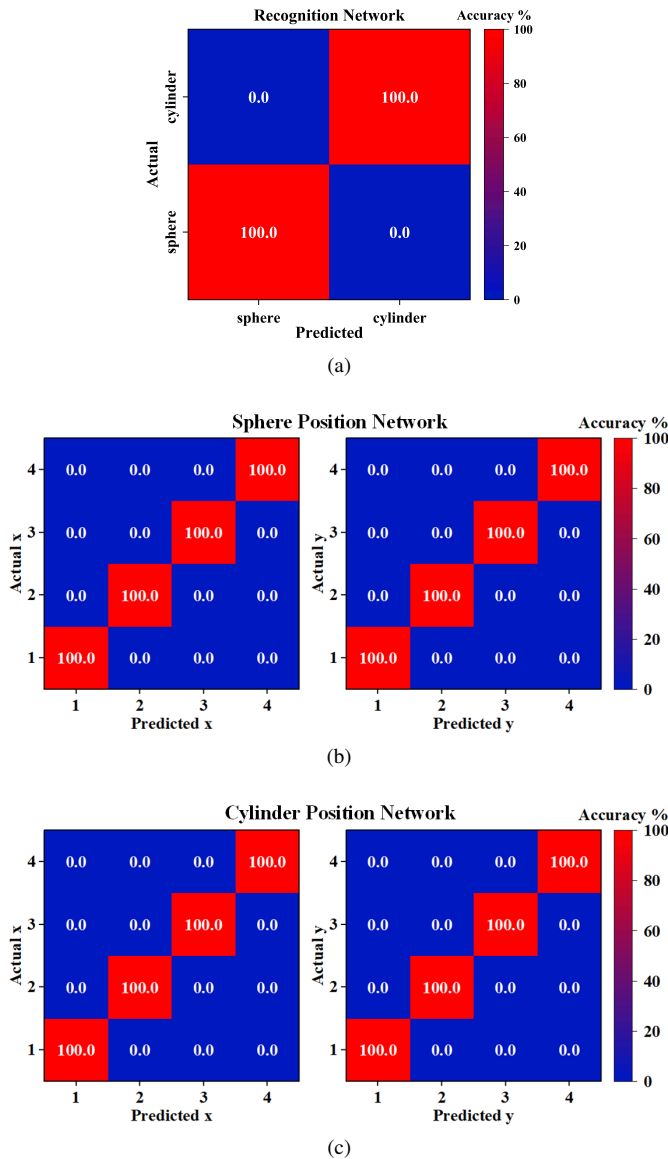 Recognition Network
Accuracy %
cylinder
0.0
100.0
Actual
sphere
100.0
0.0
100
80
60
40
20
0
sphere
cylinder
Predicted
(a)
Sphere Position Network
Accuracy %
Actual x
4 0.0 0.0 0.0 100.0
3 0.0 0.0 100.0 0.0
2 0.0 100.0 0.0 0.0
1 100.0 0.0 0.0 0.0
1 2 3 4
Predicted x
Actual y
0.0 0.0 0.0 100.0
0.0 0.0 100.0 0.0
0.0 100.0 0.0 0.0
100.0 0.0 0.0 0.0
1 2 3 4
Predicted y
100
80
60
40
20
0
(b)
Cylinder Position Network
Accuracy %
Actual x
4 0.0 0.0 0.0 100.0
3 0.0 0.0 100.0 0.0
2 0.0 100.0 0.0 0.0
1 100.0 0.0 0.0 0.0
1 2 3 4
Predicted x
Actual y
0.0 0.0 0.0 100.0
0.0 0.0 100.0 0.0
0.0 100.0 0.0 0.0
100.0 0.0 0.0 0.0
1 2 3 4
Predicted y
100
80
60
40
20
0
(c)